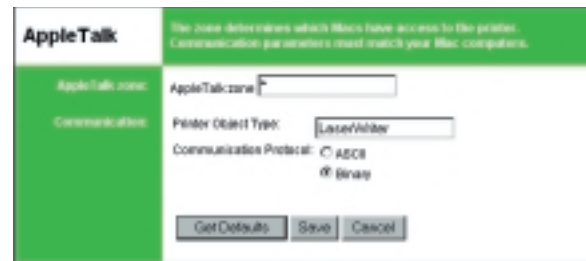 AppleTalk
The zone determines which Macs have access to the printer.
Communication parameters must match your Mac computers.
AppleTalk zone:
AppleTalk zone *
Communication:
Printer Object Type: LaserWriter
Communication Protocol: ASCII
Binary
Get Defaults Save Cancel